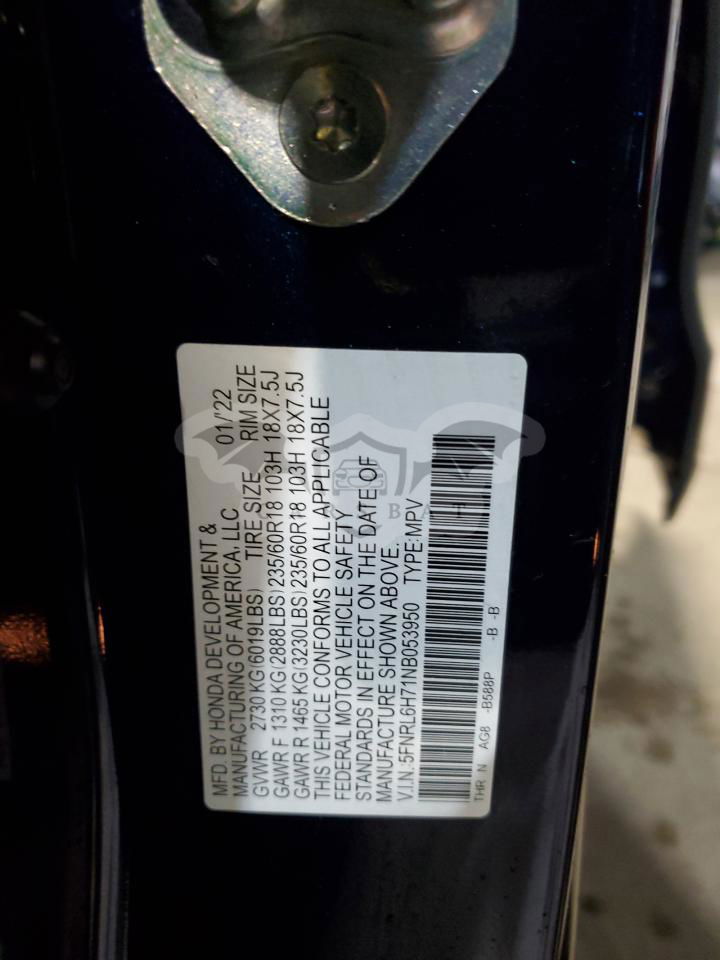 MFD. BY HONDA DEVELOPMENT &
MANUFACTURING OF AMERICA, LLC 01/'22
GVWR 2730 KG(6019LBS) TIRE SIZE RIM SIZE
GAWR F 1310 KG(2888LBS) 235/60R18 103H 18X7.5J
GAWR R 1465 KG(3230LBS) 235/60R18 103H 18X7.5J
THIS VEHICLE CONFORMS TO ALL APPLICABLE
FEDERAL MOTOR VEHICLE SAFETY
STANDARDS IN EFFECT ON THE DATE OF
MANUFACTURE SHOWN ABOVE.
V.I.N.:5FNRL6H71NB053950 TYPE:MPV
THR N AG8 -B588P -B -B